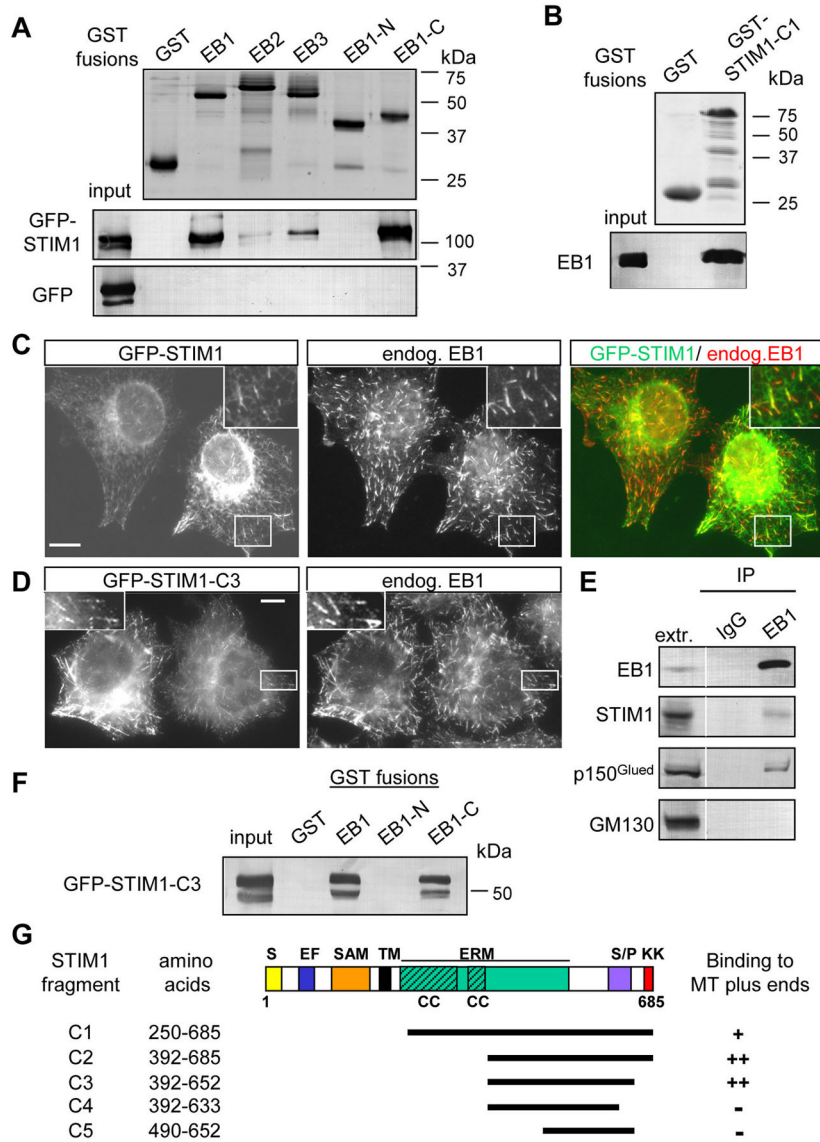 A
GST fusions
GST
EB1
EB2
EB3
EB1-N
EB1-C
kDa
75
50
37
25
input
GFP-STIM1
100
37
GFP
B
GST fusions
GST
GST-STIM1-C1
kDa
75
50
37
25
input
EB1
C
GFP-STIM1
endog. EB1
GFP-STIM1/ endog.EB1
D
GFP-STIM1-C3
endog. EB1
E
IP
extr.
IgG
EB1
EB1
STIM1
p150Glued
GM130
F
GST fusions
input
GST
EB1
EB1-N
EB1-C
kDa
GFP-STIM1-C3
50
G
STIM1 fragment
amino acids
S EF SAM TM ERM S/P KK
1 CC CC 685
Binding to MT plus ends
C1 250-685 +
C2 392-685 ++
C3 392-652 ++
C4 392-633 -
C5 490-652 -